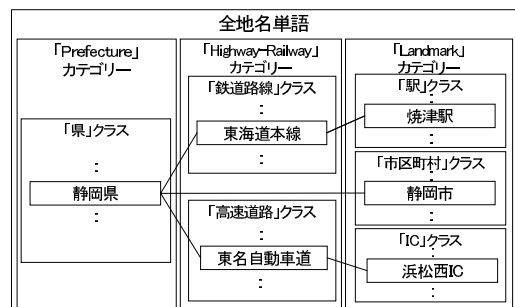 全地名単語
「Prefecture」
カテゴリー
「県」クラス
:
静岡県
:
「Highway-Railway」
カテゴリー
「鉄道路線」クラス
:
東海道本線
:
「高速道路」クラス
:
東名自動車道
:
「Landmark」
カテゴリー
「駅」クラス
:
焼津駅
:
「市区町村」クラス
:
静岡市
:
「IC」クラス
:
浜松西IC
: